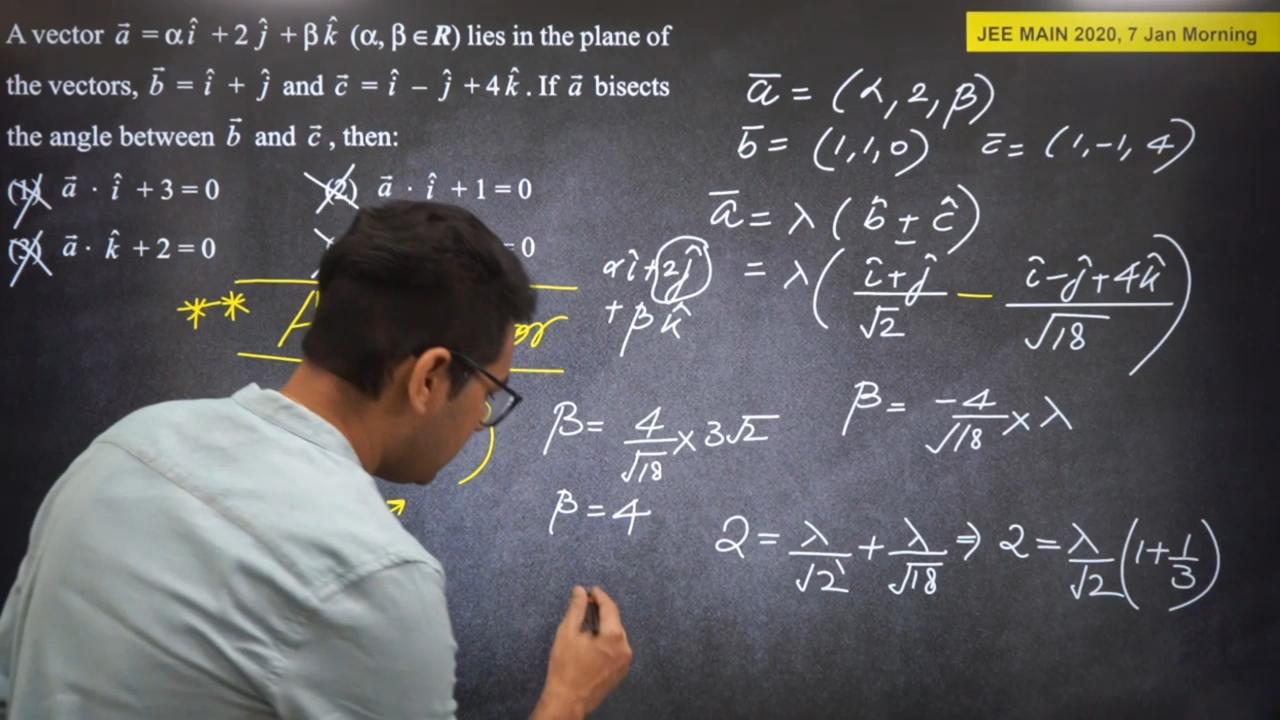 A vector a⃗ = αî + 2ĵ + βk̂ (α, β ∈ R) lies in the plane of
the vectors, b⃗ = î + ĵ and c⃗ = î − ĵ + 4k̂. If a⃗ bisects
the angle between b⃗ and c⃗, then:
(1) a⃗ · î + 3 = 0
(2) a⃗ · î + 1 = 0
(3) a⃗ · k̂ + 2 = 0
= 0
JEE MAIN 2020, 7 Jan Morning
a̅ = (α, 2, β)
b̅ = (1, 1, 0) c̅ = (1, -1, 4)
a̅ = λ(b̂ ± ĉ)
αî + 2ĵ + βk̂ = λ((î + ĵ)/√2 − (î - ĵ + 4k̂)/√18)
**
β = 4/√18 × 3√2
β = 4
β = -4/√18 × λ
2 = λ/√2 + λ/√18 ⇒ 2 = λ/√2 (1 + 1/3)